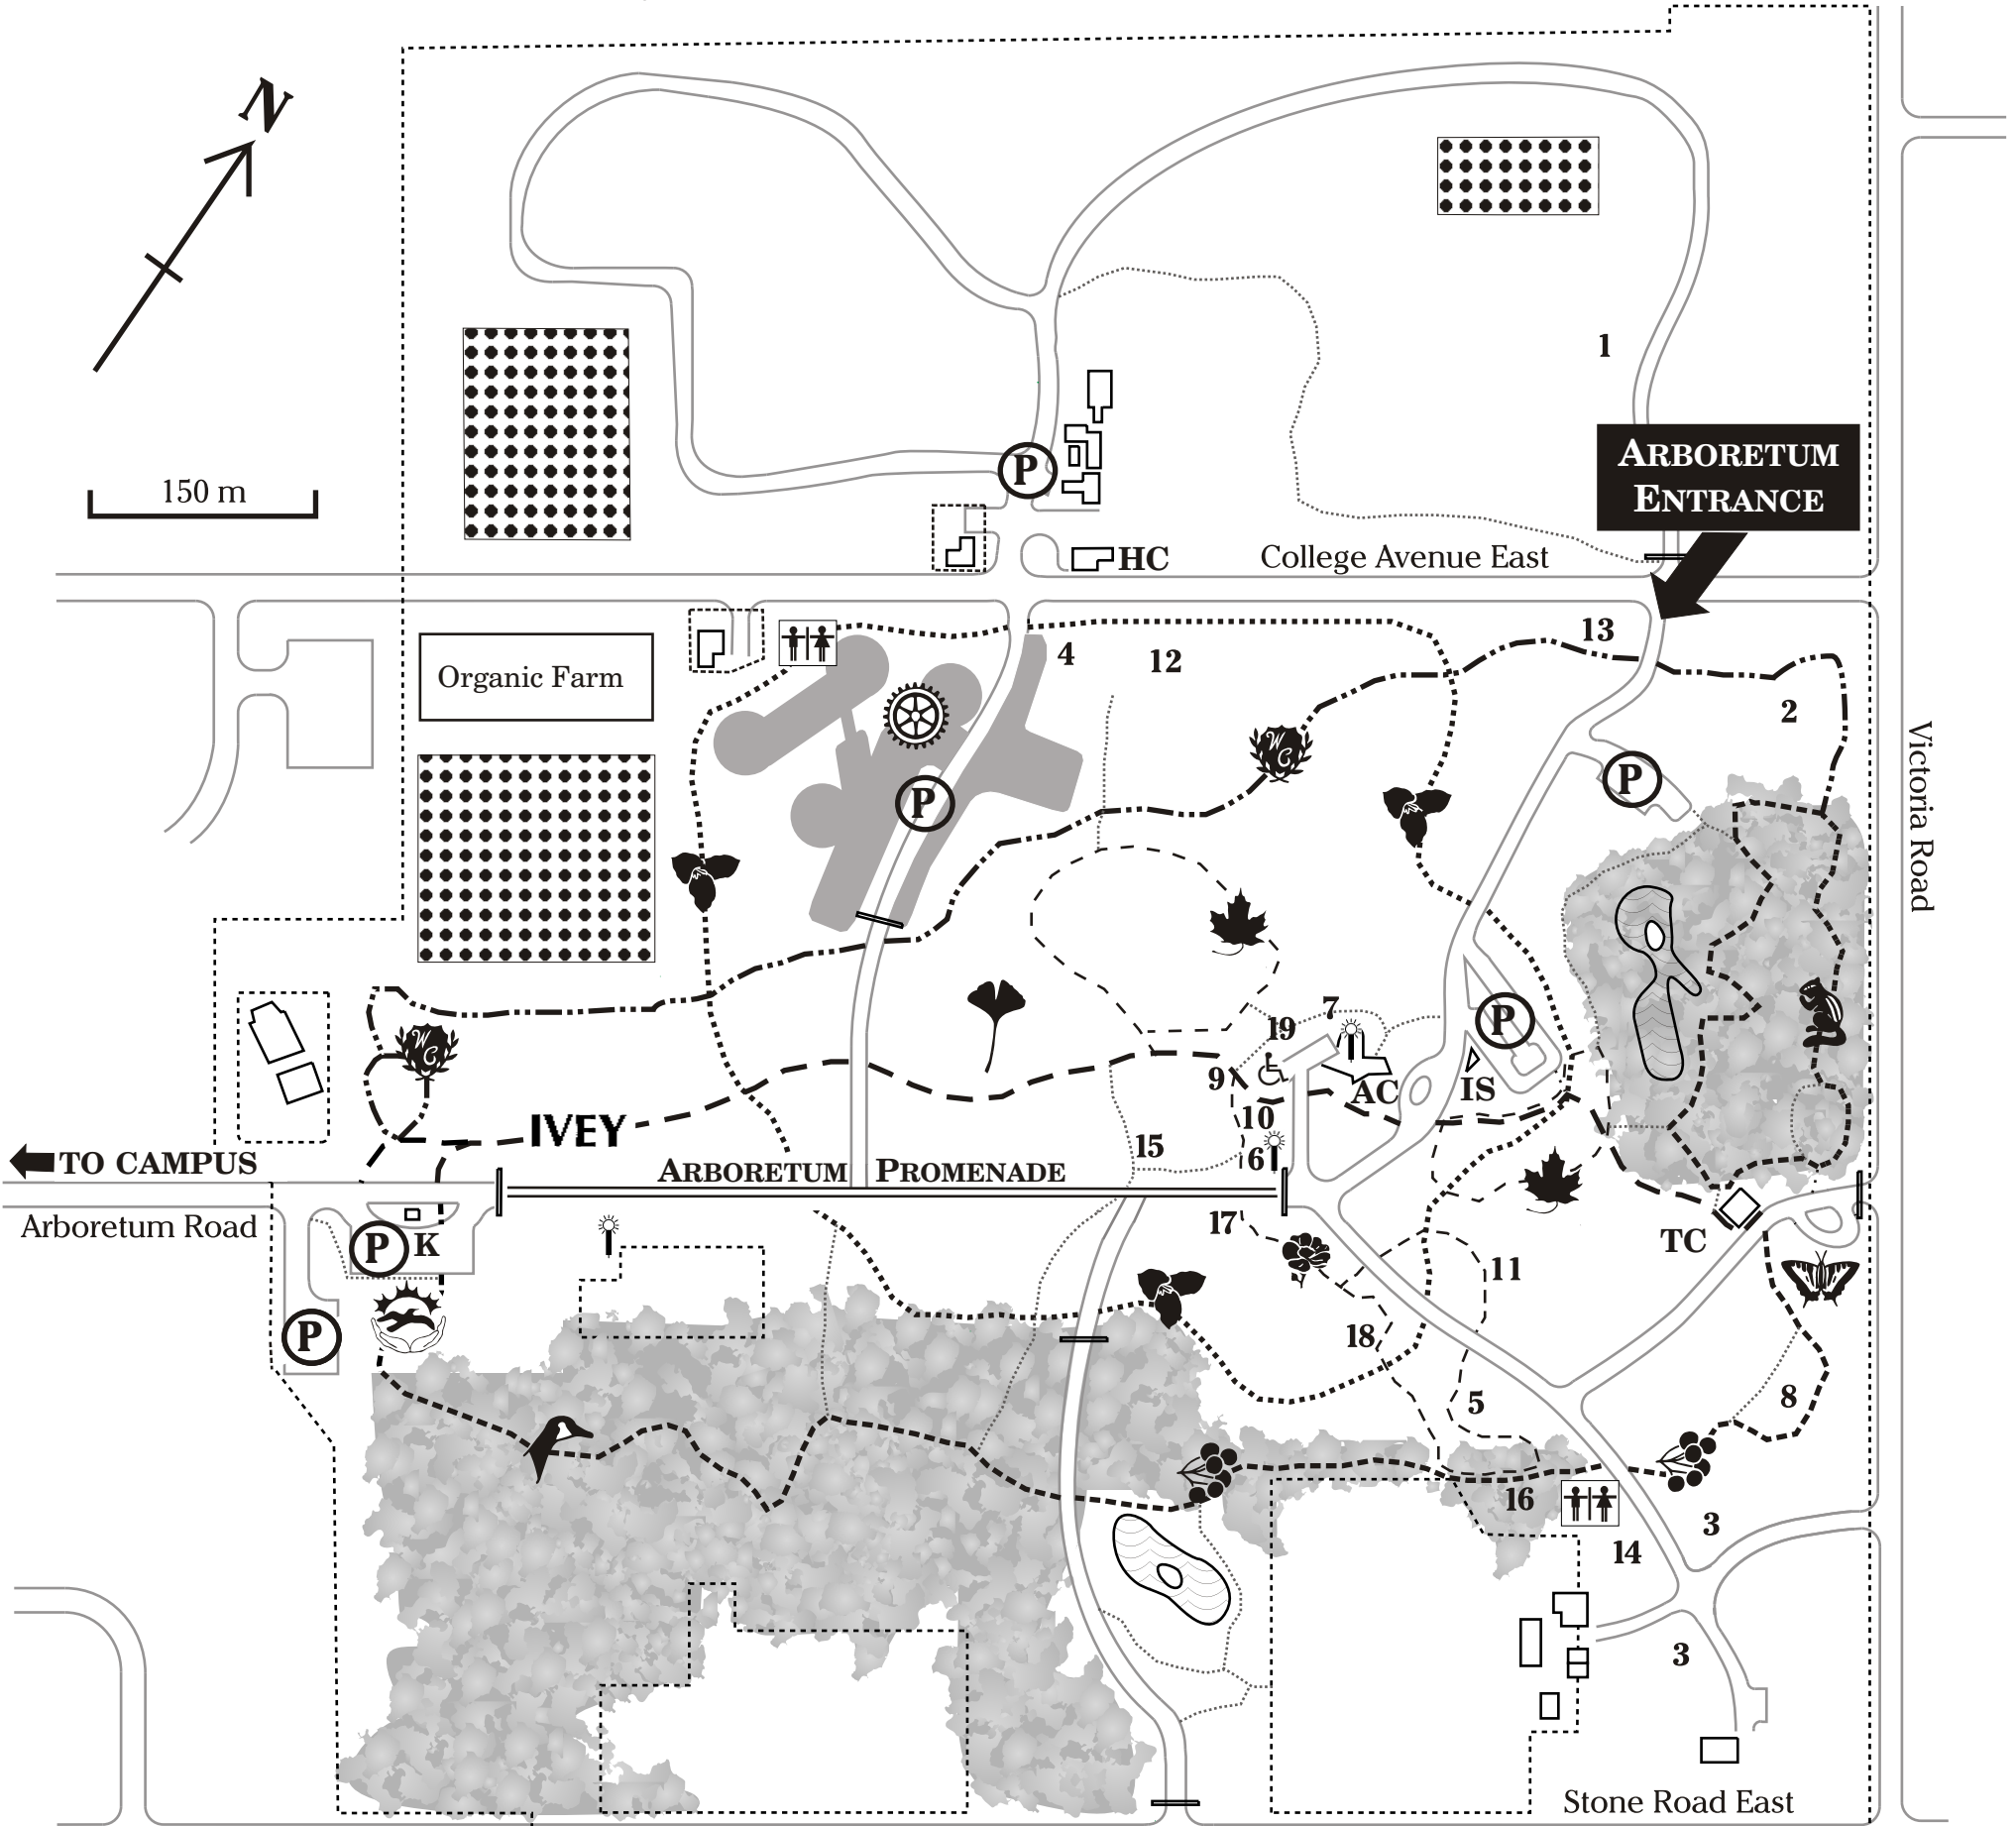 N
1
ARBORETUM
ENTRANCE
150 m
P
HC
College Avenue East
Organic Farm
4
12
13
2
WC
P
P
Victoria Road
WC
7
19
P
9
AC
IS
10
IVEY
15
6
TO CAMPUS
ARBORETUM PROMENADE
Arboretum Road
P
K
17
TC
11
P
18
8
5
16
3
14
3
Stone Road East